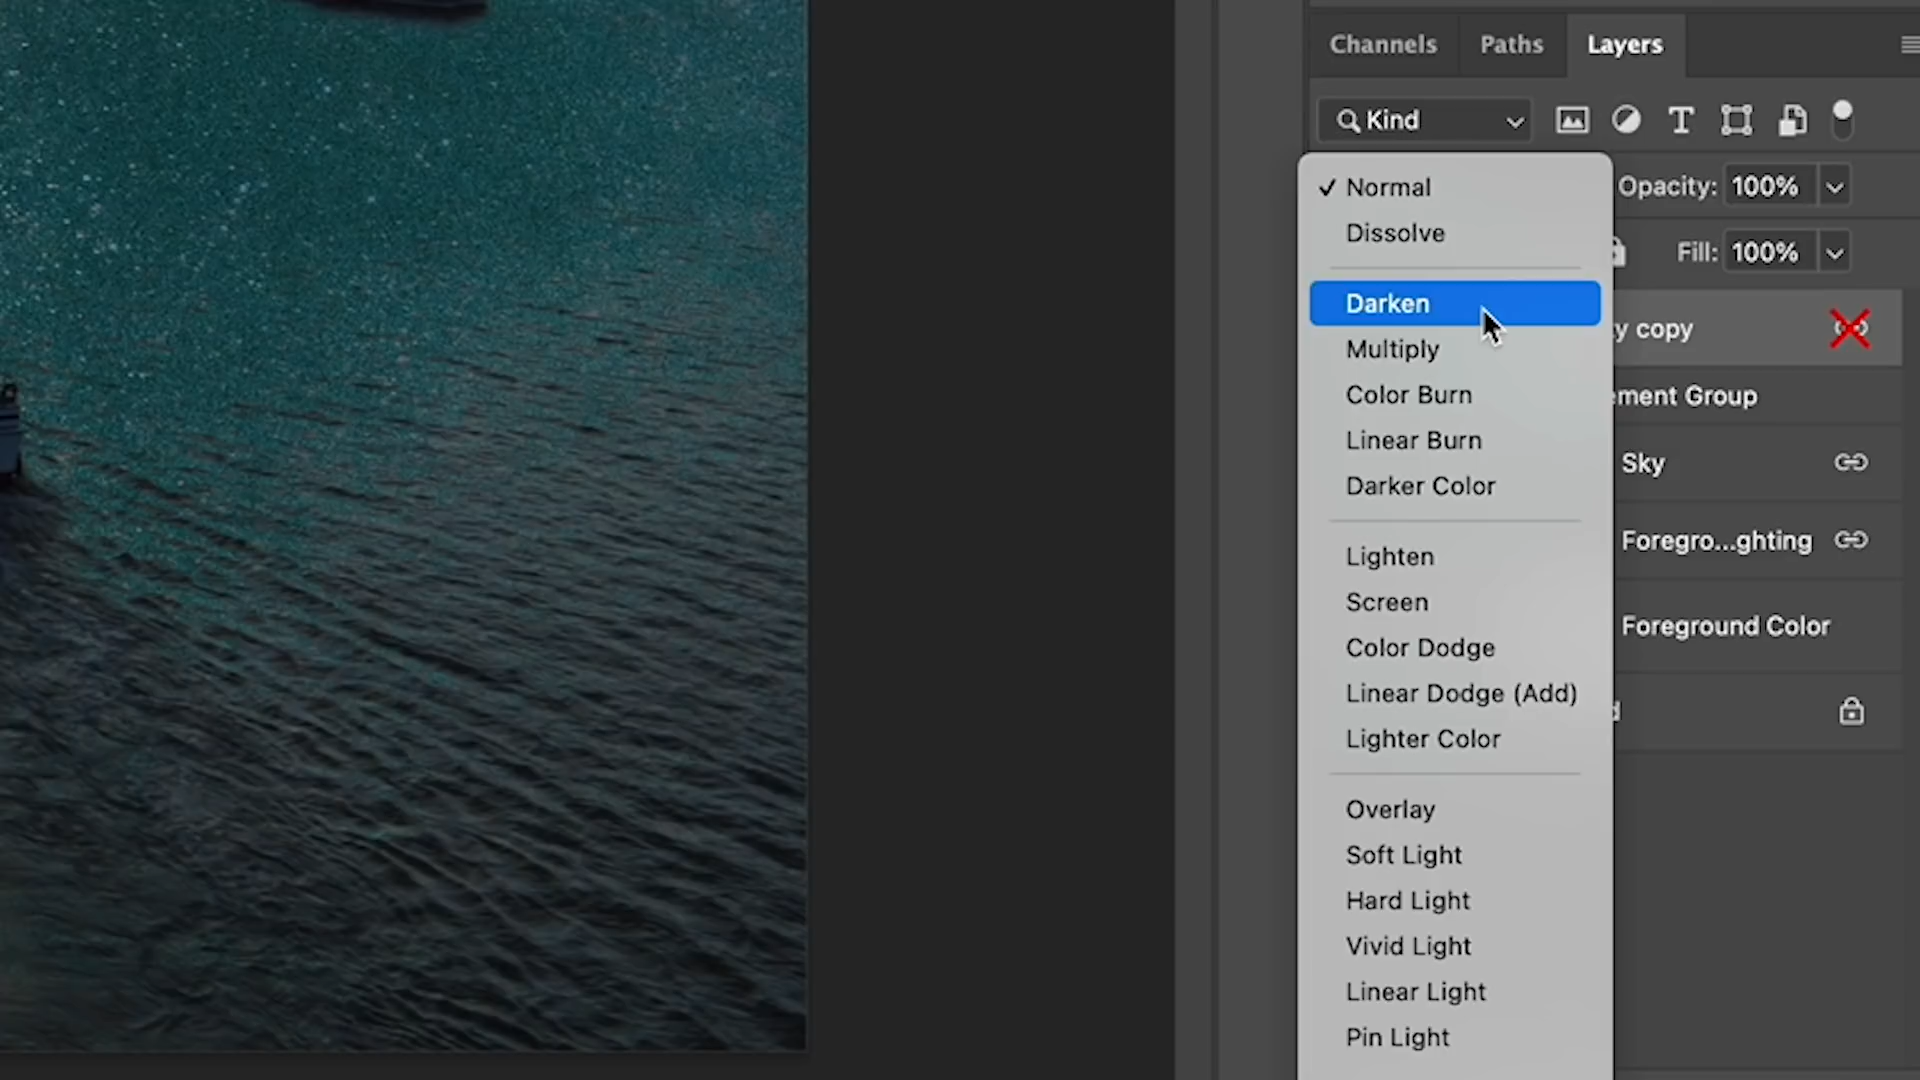 Channels Paths Layers
Kind
Normal
Opacity: 100%
Dissolve
Fill: 100%
Darken
y copy
Multiply
Color Burn
ment Group
Linear Burn
Sky
Darker Color
Foregro...ghting
Lighten
Screen
Foreground Color
Color Dodge
Linear Dodge (Add)
d
Lighter Color
Overlay
Soft Light
Hard Light
Vivid Light
Linear Light
Pin Light